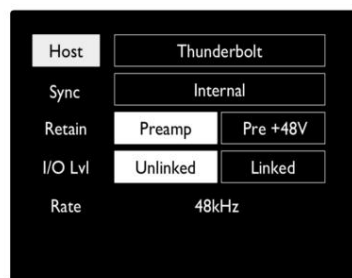 Host Thunderbolt
Sync Internal
Retain Preamp Pre +48V
I/O Lvl Unlinked Linked
Rate 48kHz